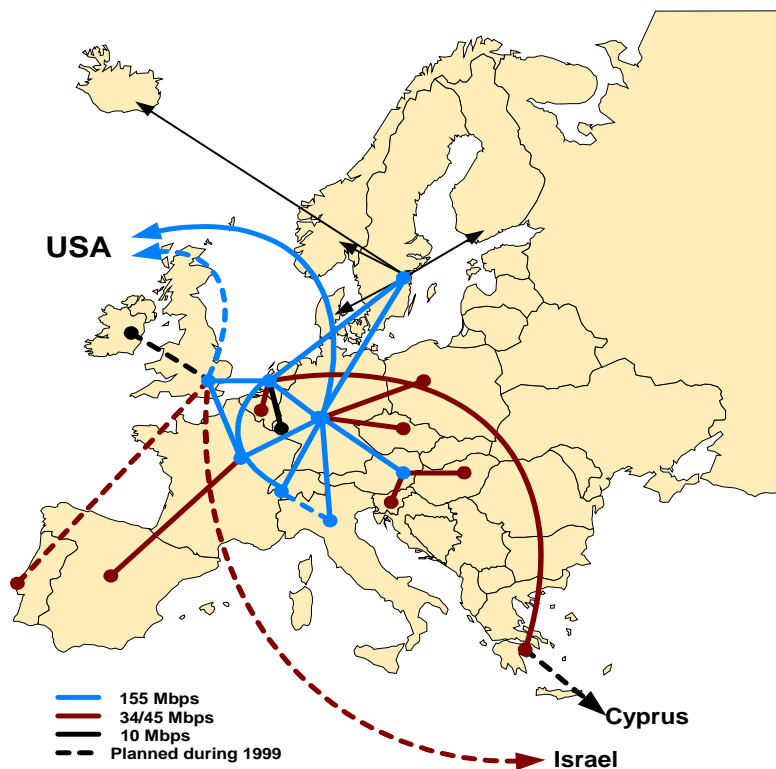 USA
155 Mbps
34/45 Mbps
10 Mbps
Planned during 1999
Cyprus
Israel